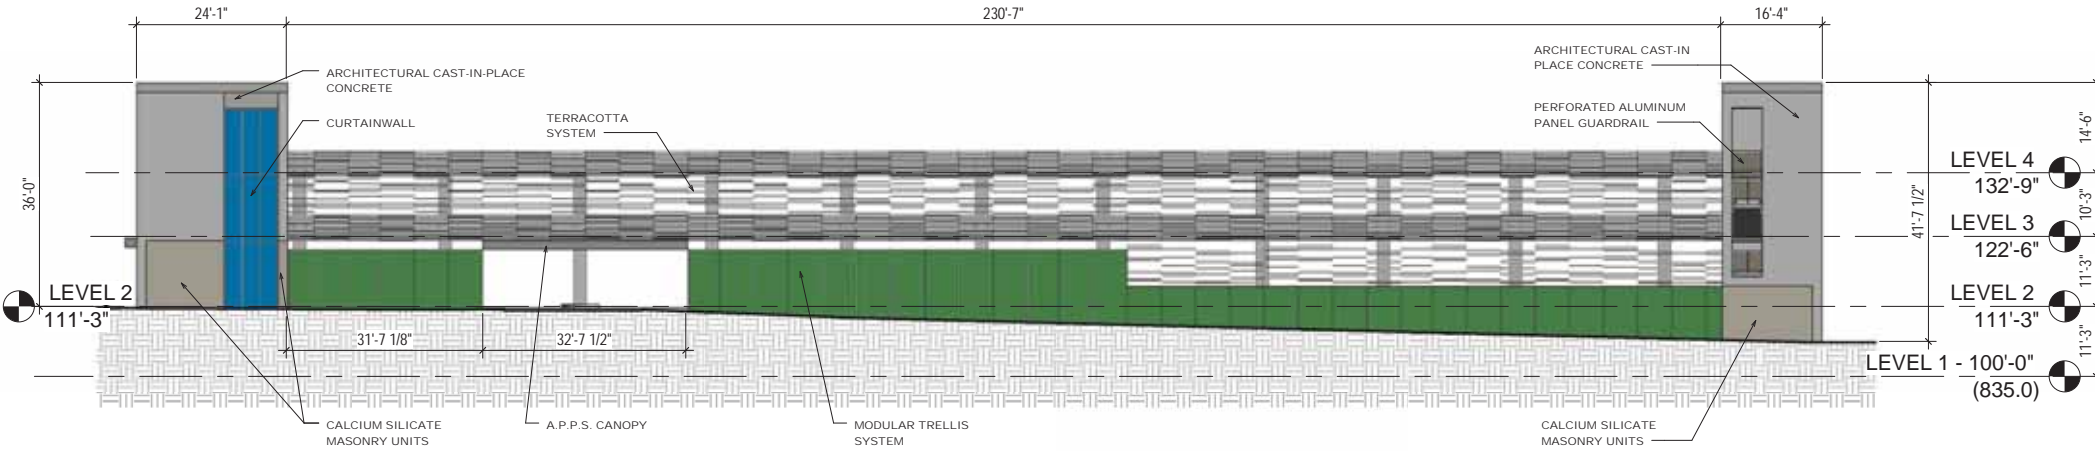 24'-1"
230'-7"
16'-4"
ARCHITECTURAL CAST-IN-PLACE
CONCRETE
CURTAINWALL
TERRACOTTA
SYSTEM
ARCHITECTURAL CAST-IN
PLACE CONCRETE
PERFORATED ALUMINUM
PANEL GUARDRAIL
36'-0"
41'-7 1/2"
14'-6"
LEVEL 4
132'-9"
10'-3"
LEVEL 3
122'-6"
11'-3"
LEVEL 2
111'-3"
LEVEL 2
111'-3"
11'-3"
LEVEL 1 - 100'-0"
(835.0)
31'-7 1/8"
32'-7 1/2"
CALCIUM SILICATE
MASONRY UNITS
A.P.P.S. CANOPY
MODULAR TRELLIS
SYSTEM
CALCIUM SILICATE
MASONRY UNITS